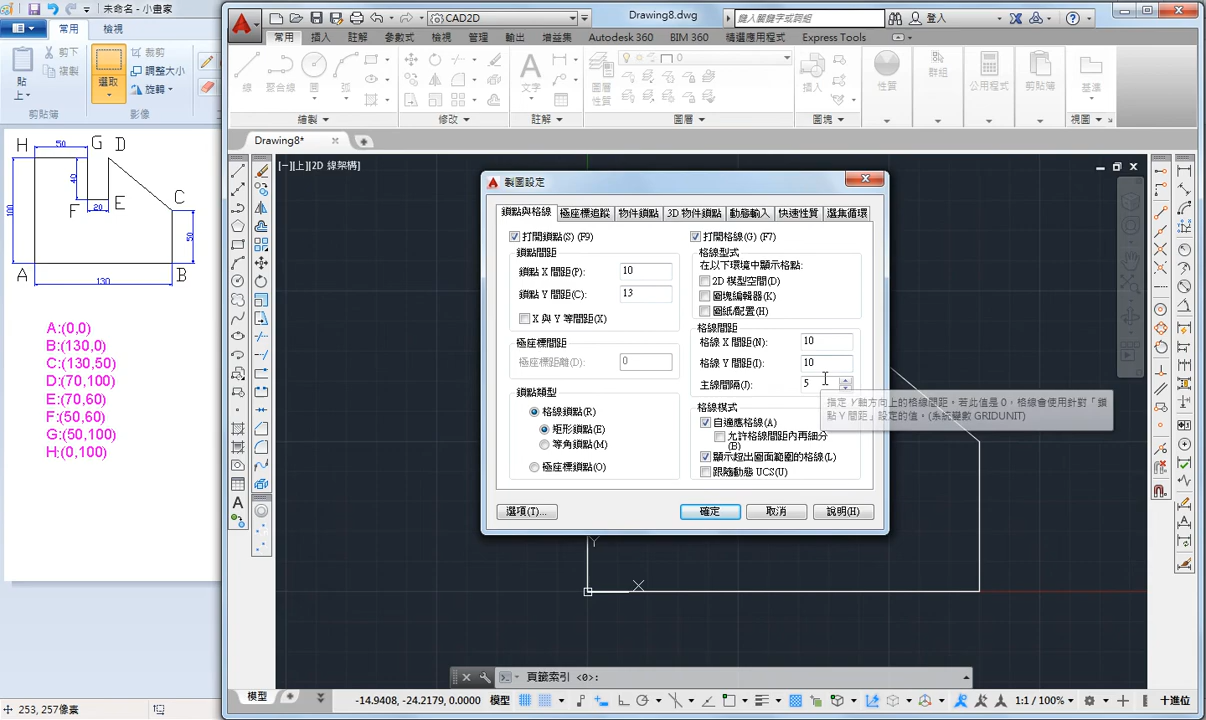 未命名 - 小畫家
常用
檢視
貼上
剪下
複製
選取
裁剪
調整大小
旋轉
剪貼簿
影像
H
50
G
D
40
100
F
20
E
C
50
A
130
B
A:(0,0)
B:(130,0)
C:(130,50)
D:(70,100)
E:(70,60)
F:(50,60)
G:(50,100)
H:(0,100)
253, 257像素
CAD2D
Drawing8.dwg
鍵入關鍵字或片語
登入
常用
插入
註解
參數式
檢視
管理
輸出
增益集
Autodesk 360
BIM 360
精選應用程式
Express Tools
線
聚合線
圓
弧
文字
圖層性質
0
插入
性質
群組
公用程式
剪貼簿
基準
繪製
修改
註解
圖層
圖塊
視圖
Drawing8*
[−][上][2D 線架構]
製圖設定
鎖點與格線
極座標追蹤
物件鎖點
3D 物件鎖點
動態輸入
快速性質
選集循環
打開鎖點(S) (F9)
鎖點間距
鎖點 X 間距(P):
10
鎖點 Y 間距(C):
13
X 與 Y 等間距(X)
極座標間距
極座標距離(D):
0
鎖點類型
格線鎖點(R)
矩形鎖點(E)
等角鎖點(M)
極座標鎖點(O)
打開格線(G) (F7)
格線型式
在以下環境中顯示格點:
2D 模型空間(D)
圖塊編輯器(K)
圖紙/配置(H)
格線間距
格線 X 間距(N):
10
格線 Y 間距(I):
10
主線間隔(J):
5
格線模式
自適應格線(A)
允許格線間距內再細分(B)
顯示超出圖面範圍的格線(L)
跟隨動態 UCS(U)
指定 Y 軸方向上的格線間距。若此值是 0，格線會使用針對「鎖
點 Y 間距」設定的值。(系統變數 GRIDUNIT)
選項(T)...
確定
取消
說明(H)
Y
X
頁籤索引 <0>:
模型
-14.9408, -24.2179, 0.0000
模型
1:1 / 100%
十進位